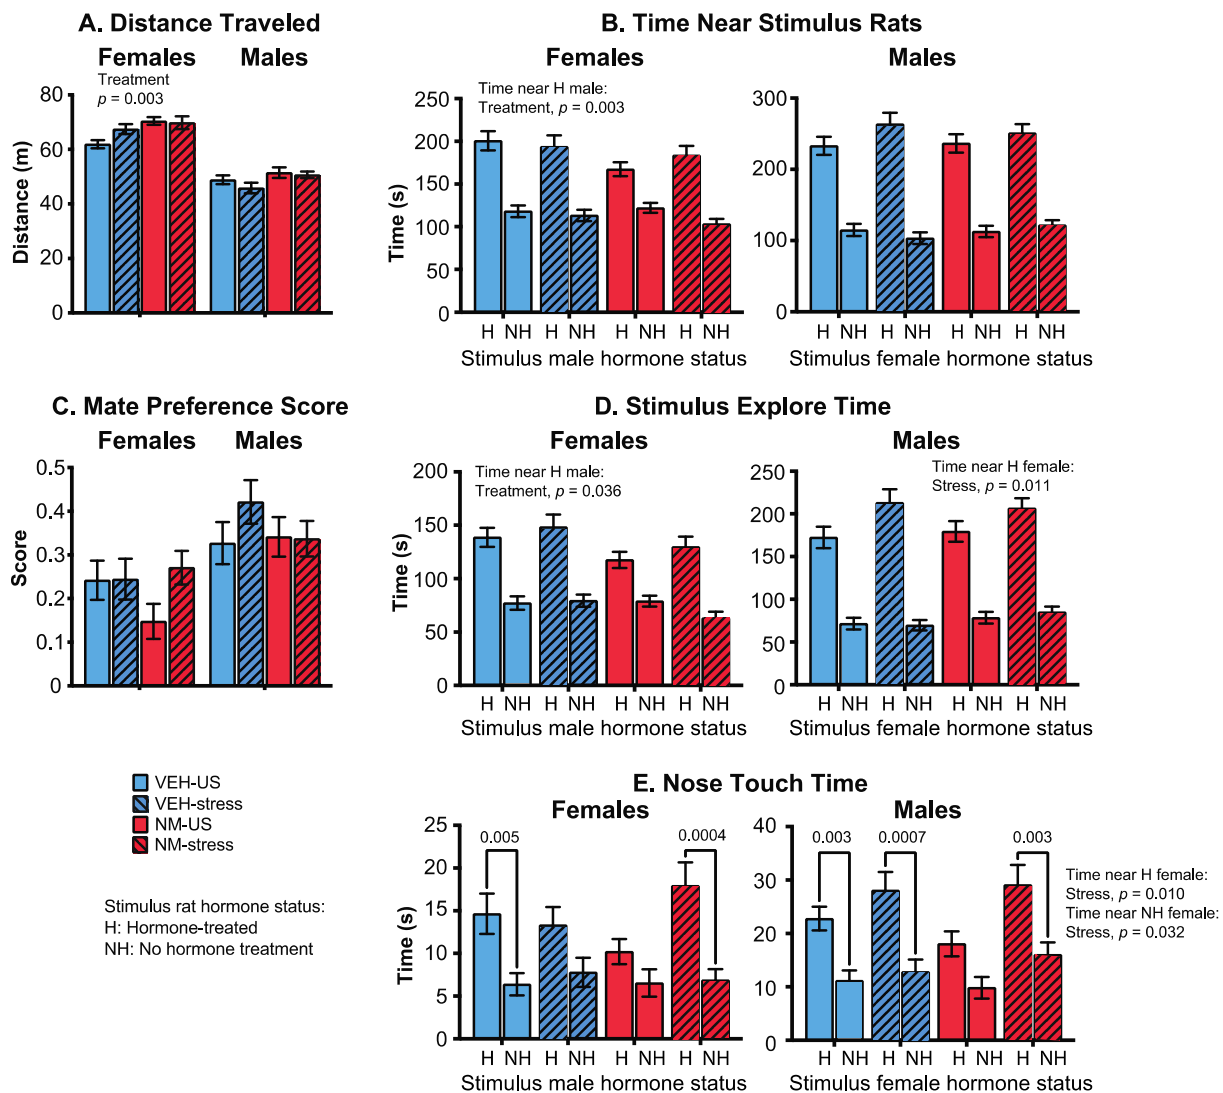 A. Distance Traveled
Females
Males
Treatment
p = 0.003
Distance (m)
80
60
40
20
0
B. Time Near Stimulus Rats
Females
Time near H male:
Treatment, p = 0.003
Time (s)
250
200
150
100
50
0
H NH H NH H NH H NH
Stimulus male hormone status
Males
300
200
100
0
H NH H NH H NH H NH
Stimulus female hormone status
C. Mate Preference Score
Females
Males
Score
0.5
0.4
0.3
0.2
0.1
0
D. Stimulus Explore Time
Females
Time near H male:
Treatment, p = 0.036
Time (s)
200
150
100
50
0
H NH H NH H NH H NH
Stimulus male hormone status
Males
Time near H female:
Stress, p = 0.011
250
200
150
100
50
0
H NH H NH H NH H NH
Stimulus female hormone status
VEH-US
VEH-stress
NM-US
NM-stress
Stimulus rat hormone status:
H: Hormone-treated
NH: No hormone treatment
E. Nose Touch Time
Females
0.005
0.0004
Time (s)
25
20
15
10
5
0
H NH H NH H NH H NH
Stimulus male hormone status
Males
0.003
0.0007
0.003
40
30
20
10
0
H NH H NH H NH H NH
Stimulus female hormone status
Time near H female:
Stress, p = 0.010
Time near NH female:
Stress, p = 0.032